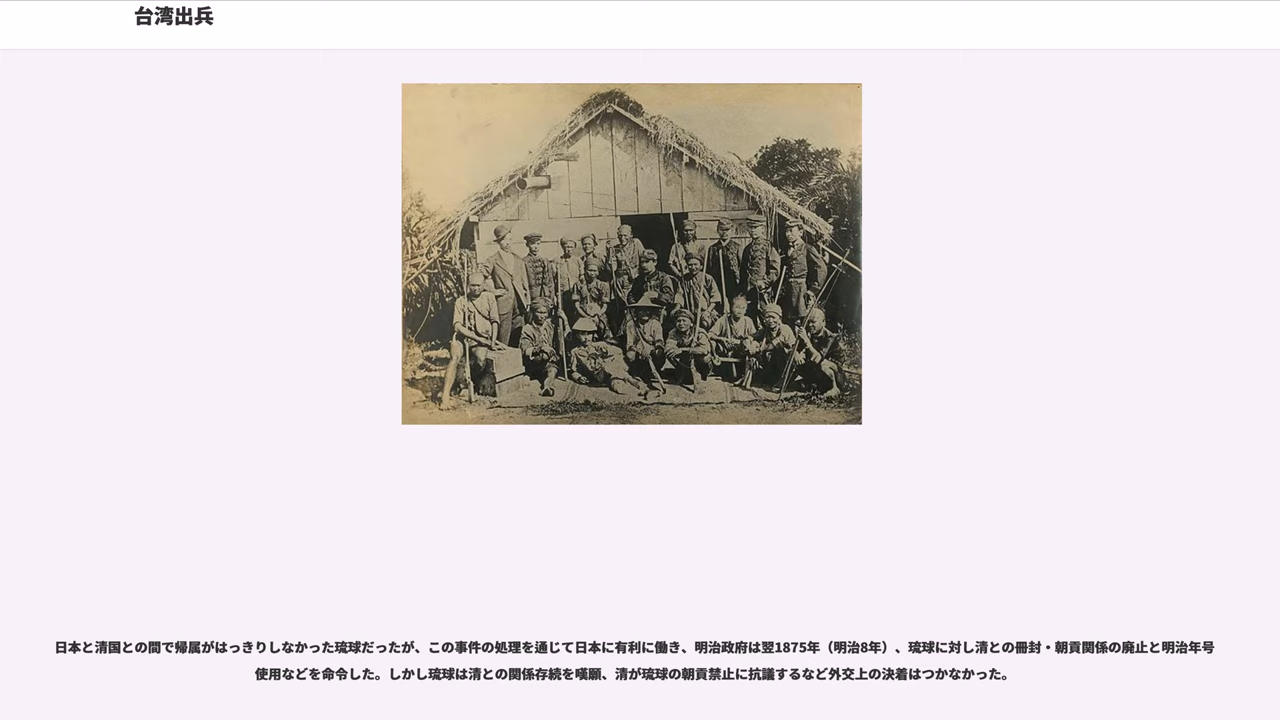 台湾出兵
日本と清国との間で帰属がはっきりしなかった琉球だったが、この事件の処理を通じて日本に有利に働き、明治政府は翌1875年（明治8年）、琉球に対し清との冊封・朝貢関係の廃止と明治年号
使用などを命令した。しかし琉球は清との関係存続を嘆願、清が琉球の朝貢禁止に抗議するなど外交上の決着はつかなかった。